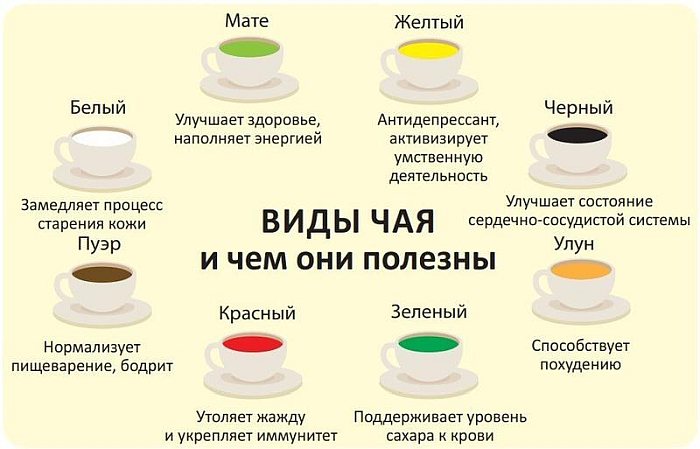 Мате
Улучшает здоровье,
наполняет энергией
Желтый
Антидепрессант,
активизирует
умственную
деятельность
Белый
Замедляет процесс
старения кожи
Черный
Улучшает состояние
сердечно-сосудистой системы
ВИДЫ ЧАЯ
и чем они полезны
Пуэр
Нормализует
пищеварение, бодрит
Улун
Способствует
похудению
Красный
Утоляет жажду
и укрепляет иммунитет
Зеленый
Поддерживает уровень
сахара к крови